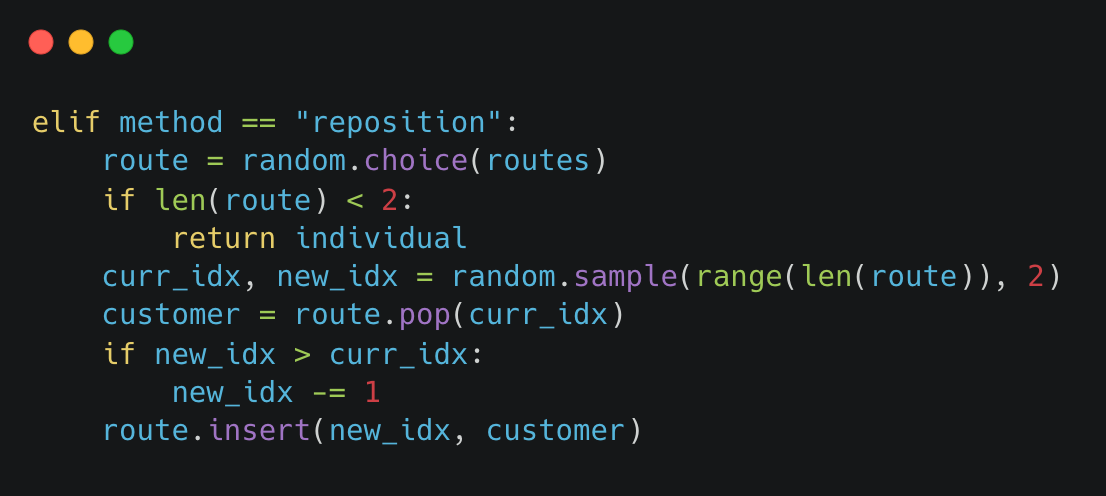 elif method == "reposition":
    route = random.choice(routes)
    if len(route) < 2:
        return individual
    curr_idx, new_idx = random.sample(range(len(route)), 2)
    customer = route.pop(curr_idx)
    if new_idx > curr_idx:
        new_idx -= 1
    route.insert(new_idx, customer)